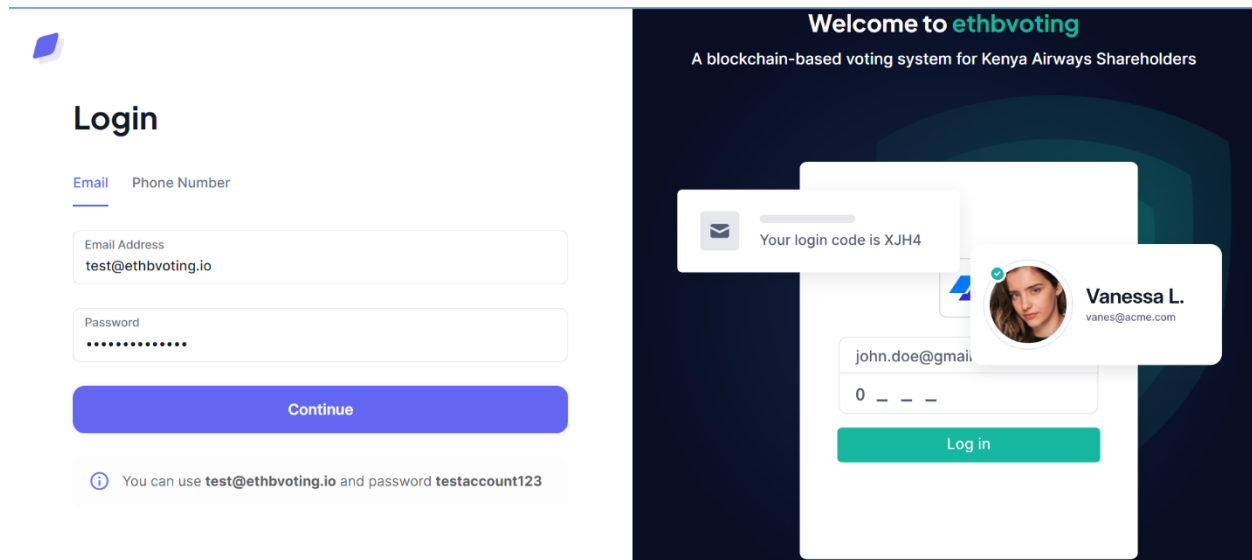 Login
Email Phone Number
Email Address
test@ethbvoting.io
Password
Continue
You can use test@ethbvoting.io and password testaccount123
Welcome to ethbvoting
A blockchain-based voting system for Kenya Airways Shareholders
Your login code is XJH4
Vanessa L.
vanes@acme.com
john.doe@gmail
0 _ _ _
Log in